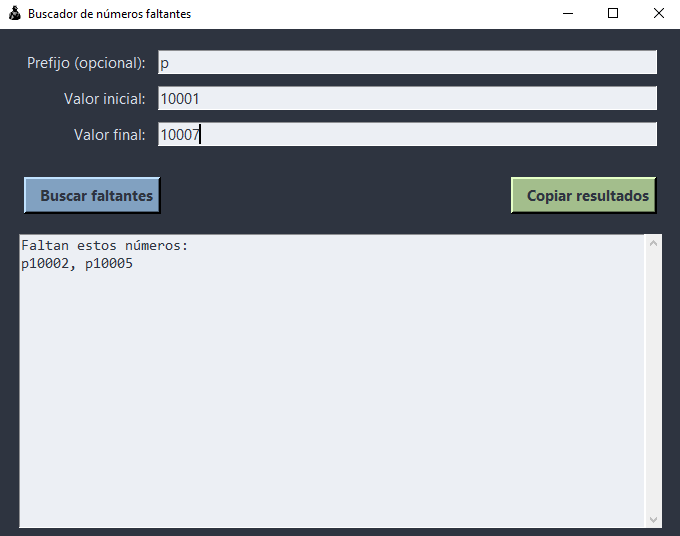 Buscador de números faltantes
Prefijo (opcional): p
Valor inicial: 10001
Valor final: 10007
Buscar faltantes
Copiar resultados
Faltan estos números:
p10002, p10005